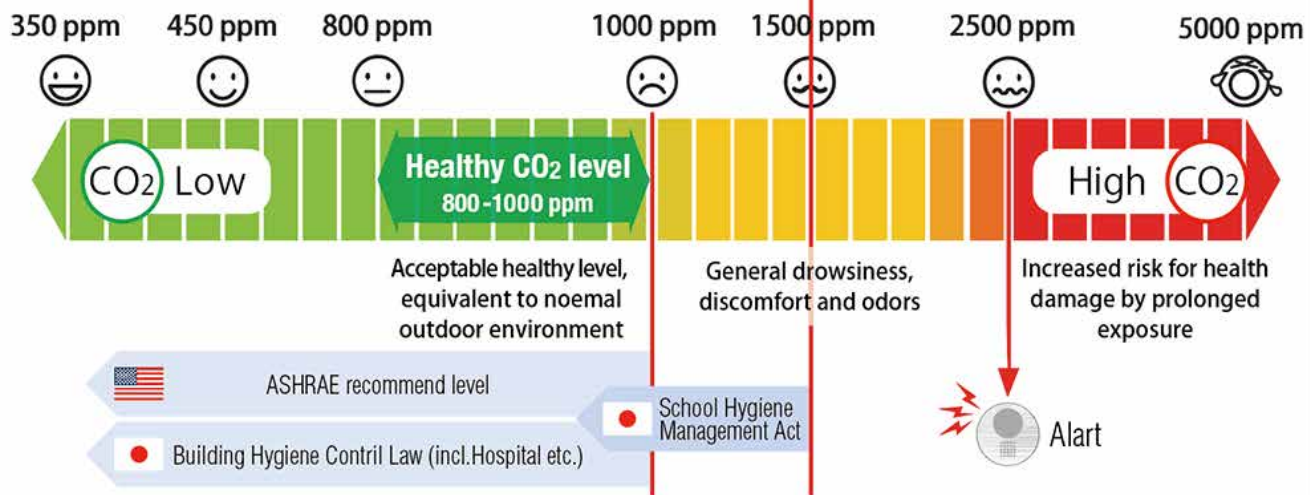 350 ppm 450 ppm 800 ppm 1000 ppm 1500 ppm 2500 ppm 5000 ppm
CO2 Low
Healthy CO2 level
800-1000 ppm
High CO2
Acceptable healthy level,
equivalent to noemal
outdoor environment
General drowsiness,
discomfort and odors
Increased risk for health
damage by prolonged
exposure
ASHRAE recommend level
School Hygiene
Management Act
Building Hygiene Contril Law (incl.Hospital etc.)
Alart